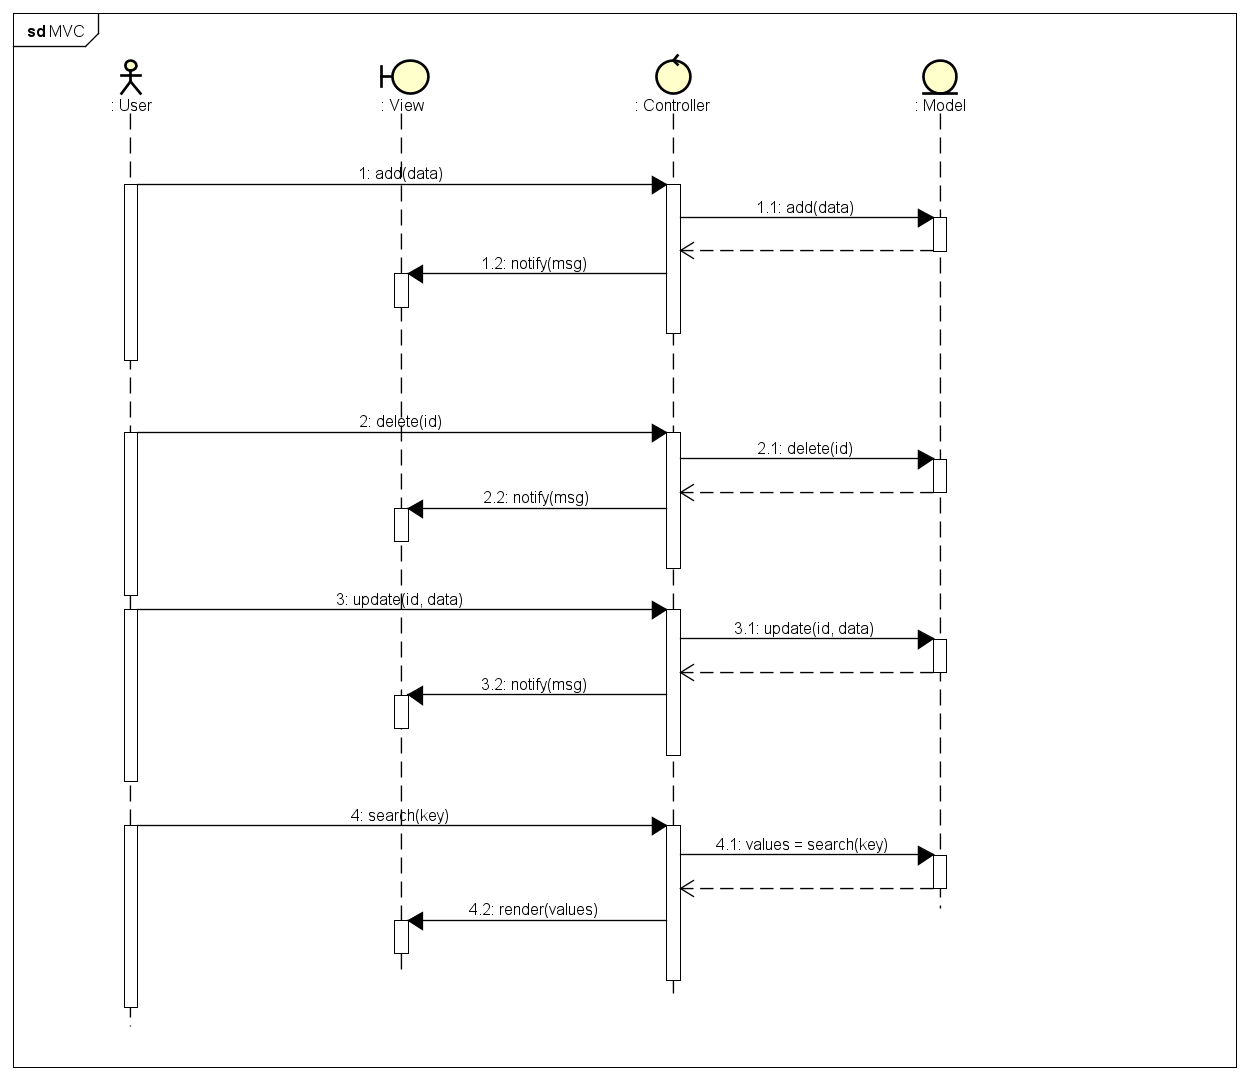 sd MVC
: User
: View
: Controller
: Model
1: add(data)
1.1: add(data)
1.2: notify(msg)
2: delete(id)
2.1: delete(id)
2.2: notify(msg)
3: update(id, data)
3.1: update(id, data)
3.2: notify(msg)
4: search(key)
4.1: values = search(key)
4.2: render(values)